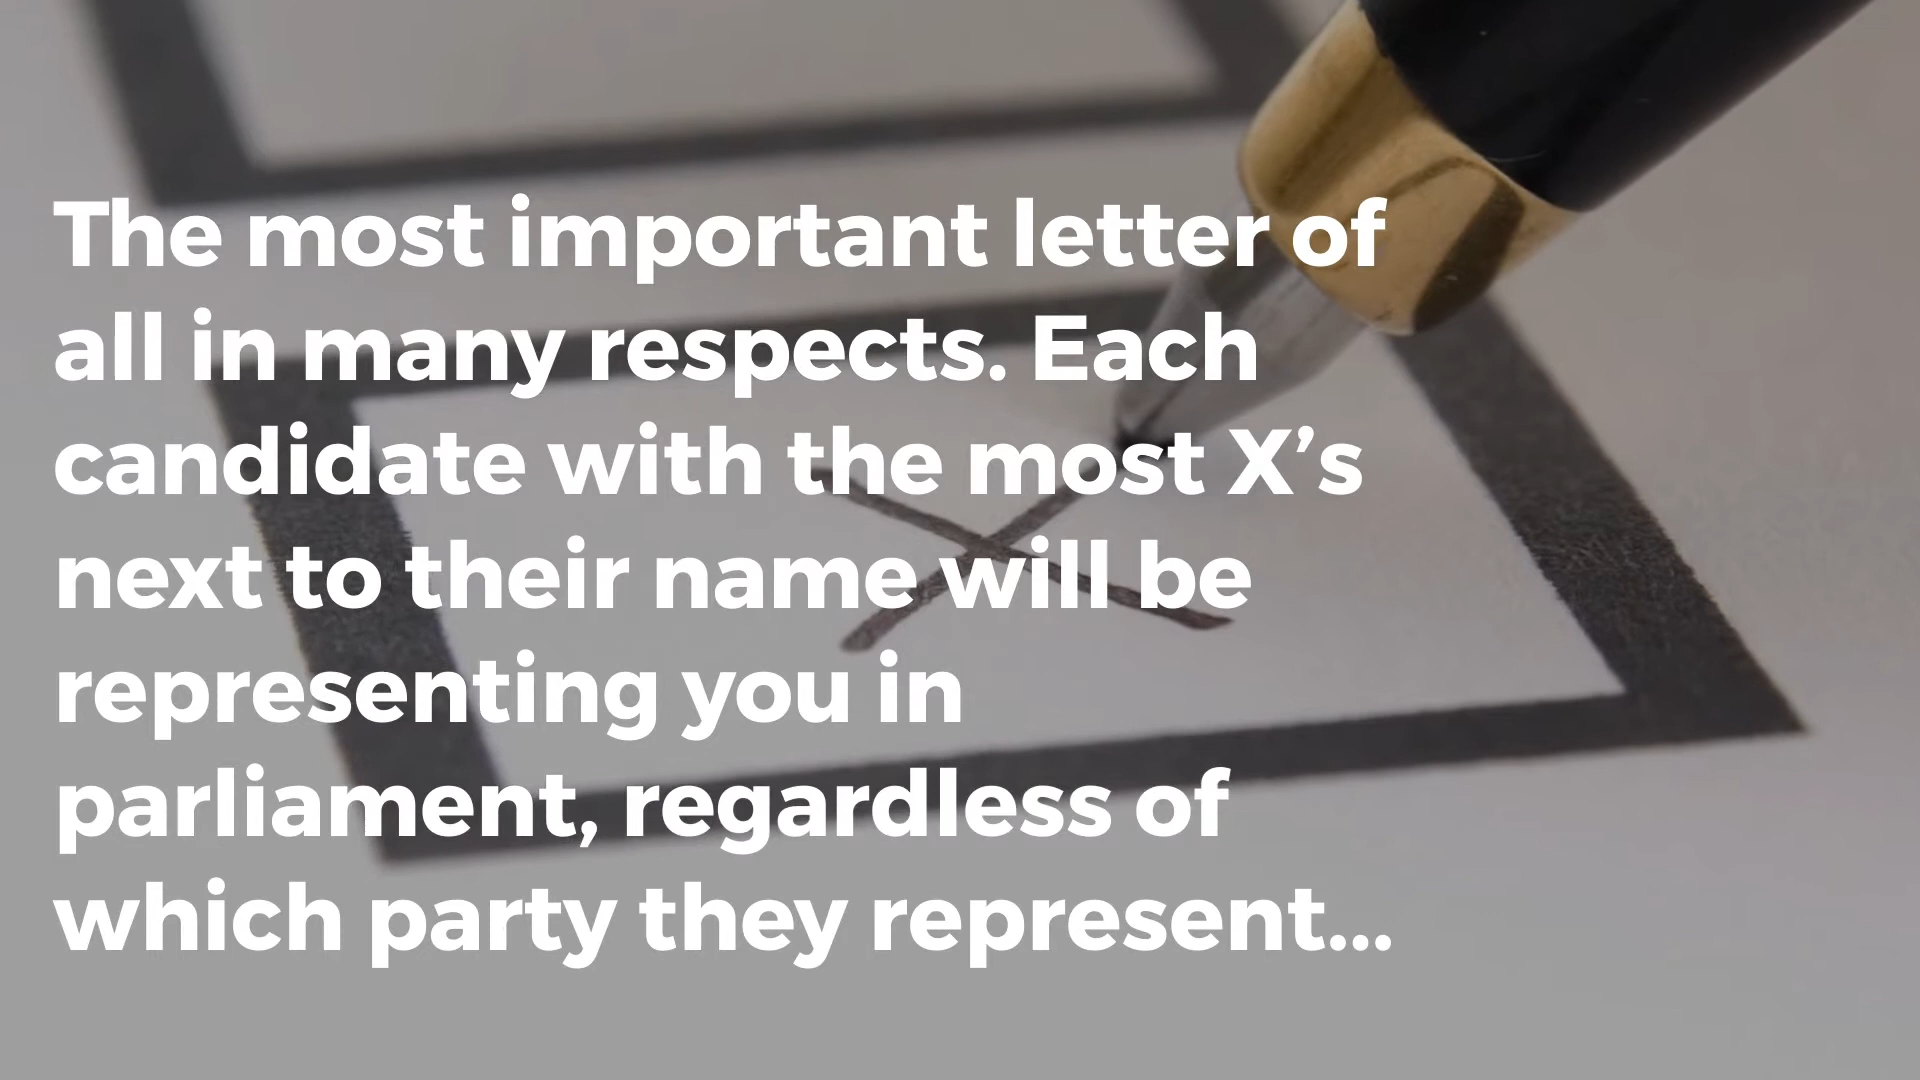 The most important letter of
all in many respects. Each
candidate with the most X’s
next to their name will be
representing you in
parliament, regardless of
which party they represent...